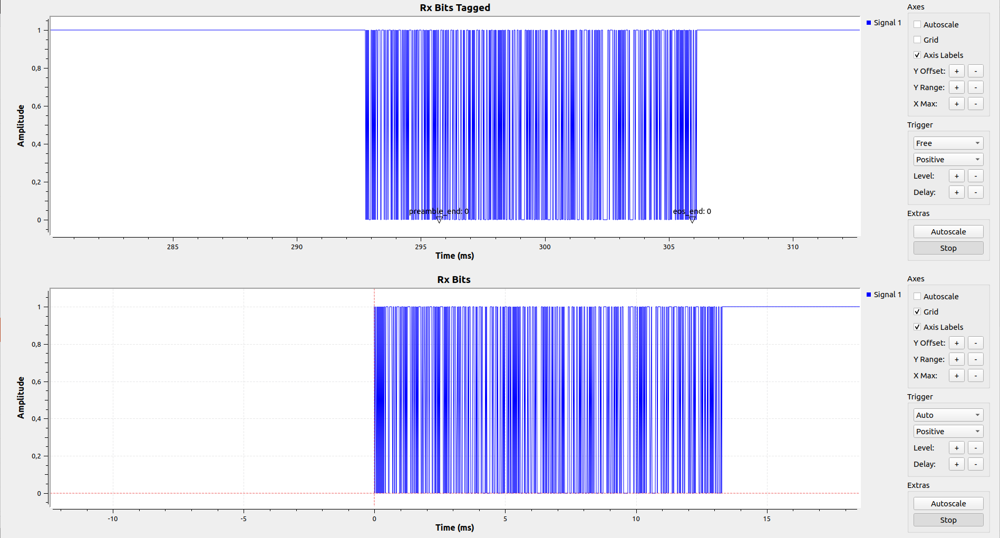 Rx Bits Tagged
Amplitude
1
0,8
0,6
0,4
0,2
0
preamble_end: 0
eos_end: 0
285
290
295
300
305
310
Time (ms)
Signal 1
Axes
Autoscale
Grid
Axis Labels
Y Offset: + -
Y Range: + -
X Max: + -
Trigger
Free
Positive
Level: + -
Delay: + -
Extras
Autoscale
Stop
Rx Bits
Amplitude
1
0,8
0,6
0,4
0,2
0
-10
-5
0
5
10
15
Time (ms)
Signal 1
Axes
Autoscale
Grid
Axis Labels
Y Offset: + -
Y Range: + -
X Max: + -
Trigger
Auto
Positive
Level: + -
Delay: + -
Extras
Autoscale
Stop